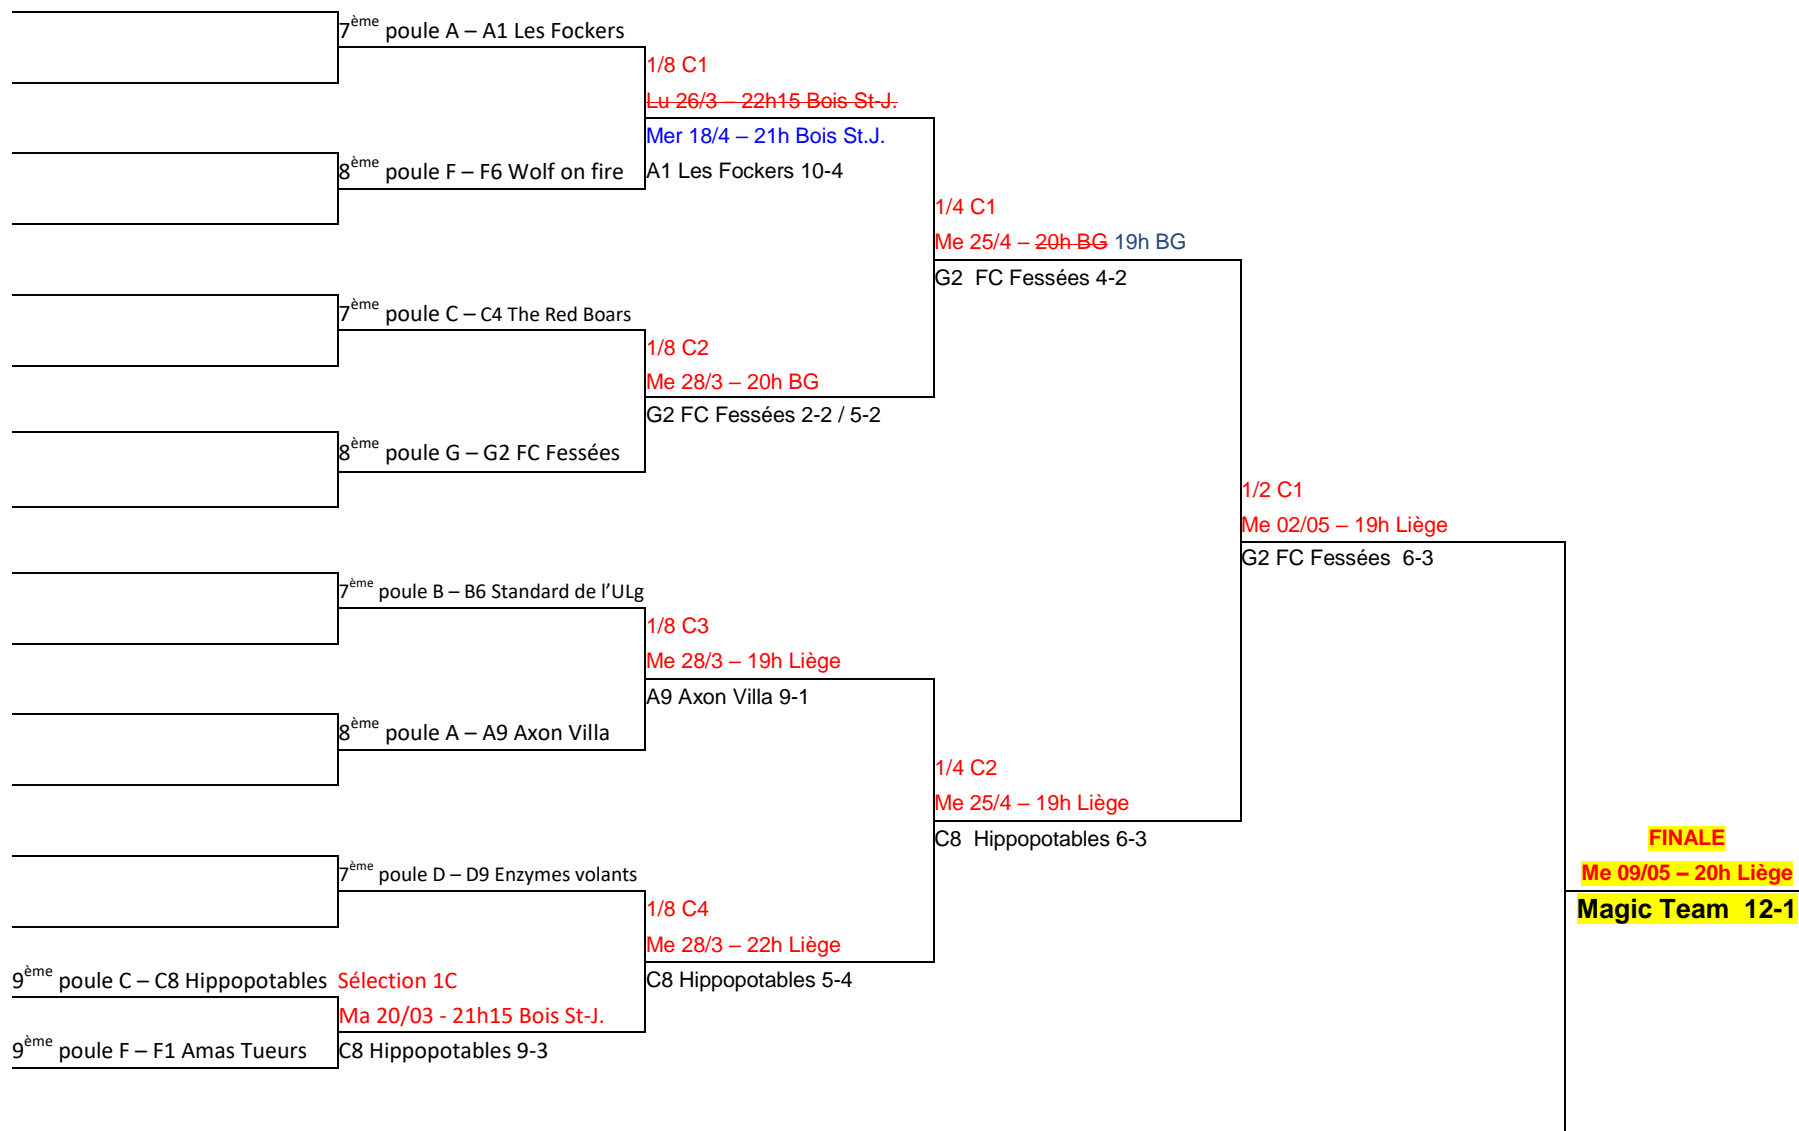 7ème poule A – A1 Les Fockers
1/8 C1
Lu 26/3 – 22h15 Bois St-J.
Mer 18/4 – 21h Bois St.J.
8ème poule F – F6 Wolf on fire
A1 Les Fockers 10-4
1/4 C1
Me 25/4 – 20h BG 19h BG
G2 FC Fessées 4-2
7ème poule C – C4 The Red Boars
1/8 C2
Me 28/3 – 20h BG
G2 FC Fessées 2-2 / 5-2
8ème poule G – G2 FC Fessées
1/2 C1
Me 02/05 – 19h Liège
G2 FC Fessées 6-3
7ème poule B – B6 Standard de l’ULg
1/8 C3
Me 28/3 – 19h Liège
A9 Axon Villa 9-1
8ème poule A – A9 Axon Villa
1/4 C2
Me 25/4 – 19h Liège
C8 Hippopotables 6-3
FINALE
Me 09/05 – 20h Liège
Magic Team 12-1
7ème poule D – D9 Enzymes volants
1/8 C4
Me 28/3 – 22h Liège
C8 Hippopotables 5-4
9ème poule C – C8 Hippopotables
Sélection 1C
Ma 20/03 - 21h15 Bois St-J.
9ème poule F – F1 Amas Tueurs
C8 Hippopotables 9-3